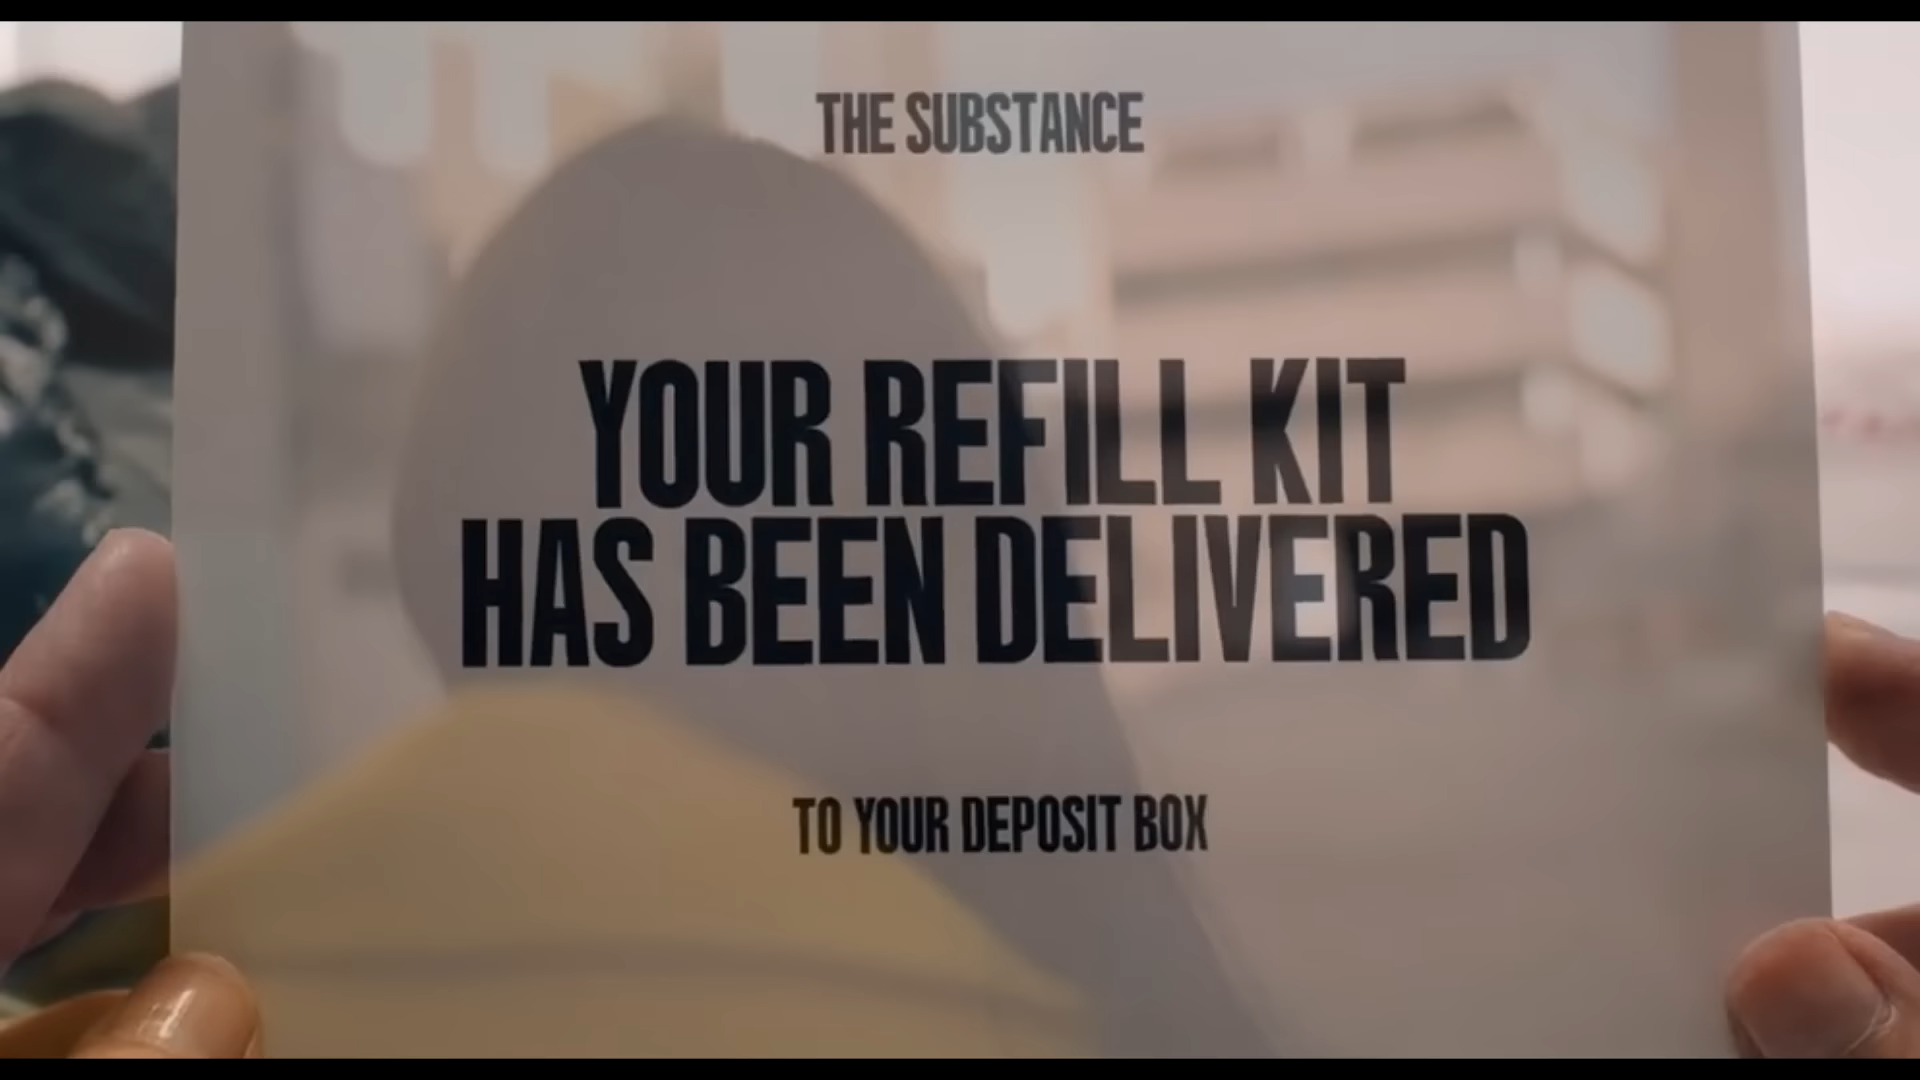 THE SUBSTANCE
YOUR REFILL KIT
HAS BEEN DELIVERED
TO YOUR DEPOSIT BOX